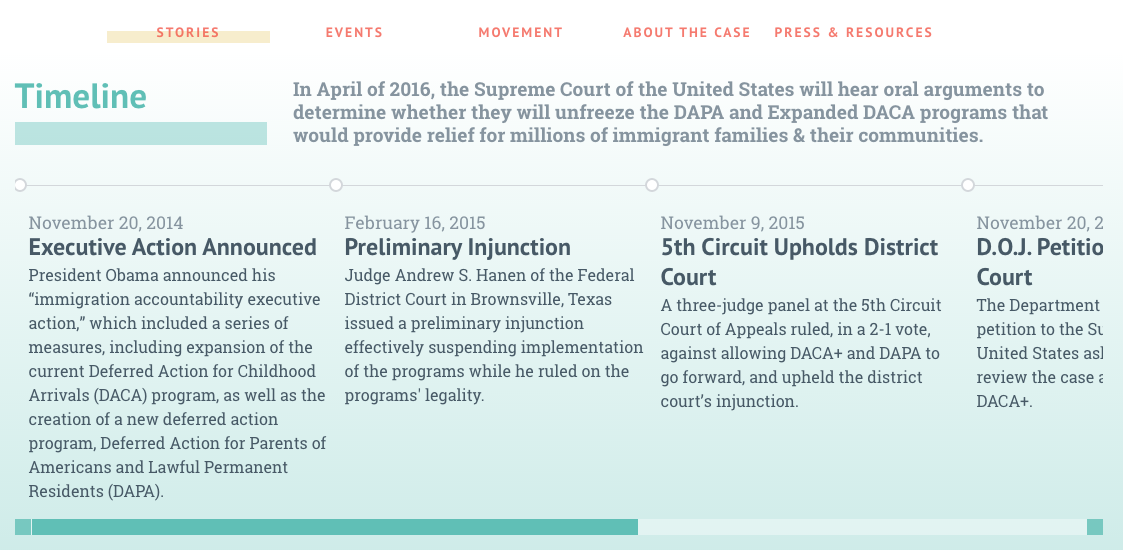 STORIES
EVENTS
MOVEMENT
ABOUT THE CASE
PRESS & RESOURCES
Timeline
In April of 2016, the Supreme Court of the United States will hear oral arguments to
determine whether they will unfreeze the DAPA and Expanded DACA programs that
would provide relief for millions of immigrant families & their communities.
November 20, 2014
Executive Action Announced
President Obama announced his
“immigration accountability executive
action,” which included a series of
measures, including expansion of the
current Deferred Action for Childhood
Arrivals (DACA) program, as well as the
creation of a new deferred action
program, Deferred Action for Parents of
Americans and Lawful Permanent
Residents (DAPA).
February 16, 2015
Preliminary Injunction
Judge Andrew S. Hanen of the Federal
District Court in Brownsville, Texas
issued a preliminary injunction
effectively suspending implementation
of the programs while he ruled on the
programs' legality.
November 9, 2015
5th Circuit Upholds District
Court
A three-judge panel at the 5th Circuit
Court of Appeals ruled, in a 2-1 vote,
against allowing DACA+ and DAPA to
go forward, and upheld the district
court’s injunction.
November 20, 2
D.O.J. Petitio
Court
The Department
petition to the Su
United States as
review the case a
DACA+.